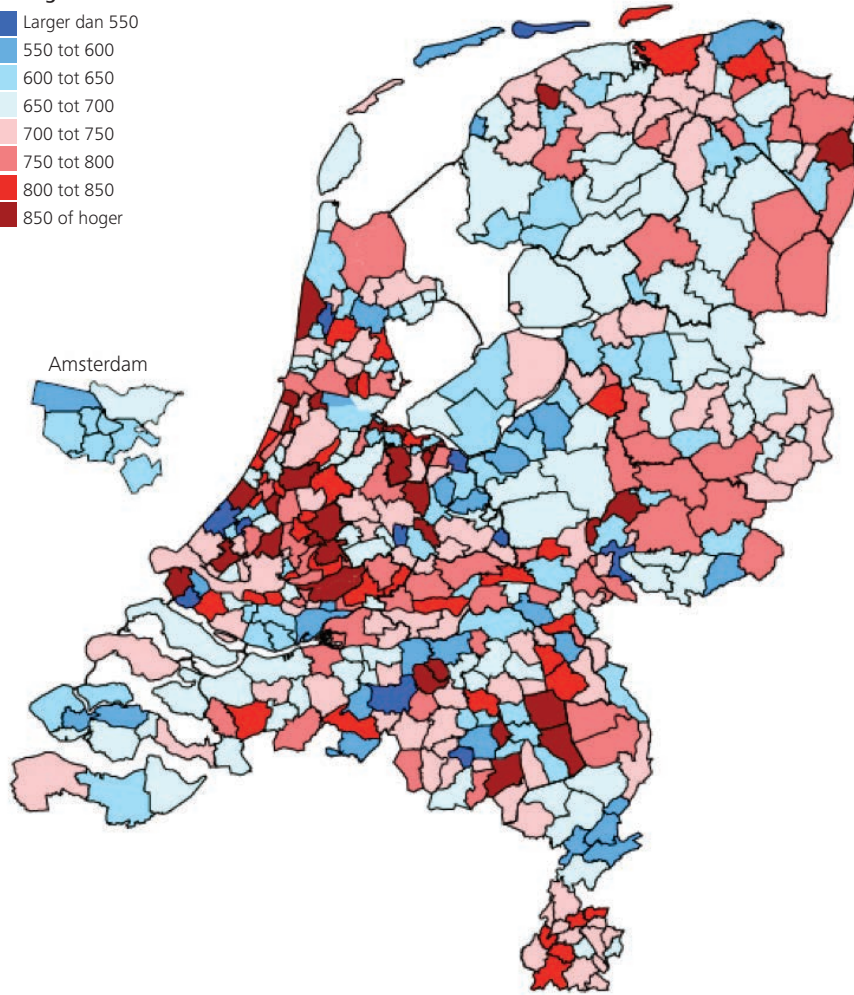 Larger dan 550
550 tot 600
600 to 650
650 tot 700
700 tot 750
750 tot 800
800 tot 850
850 of hoger
Amsterdam